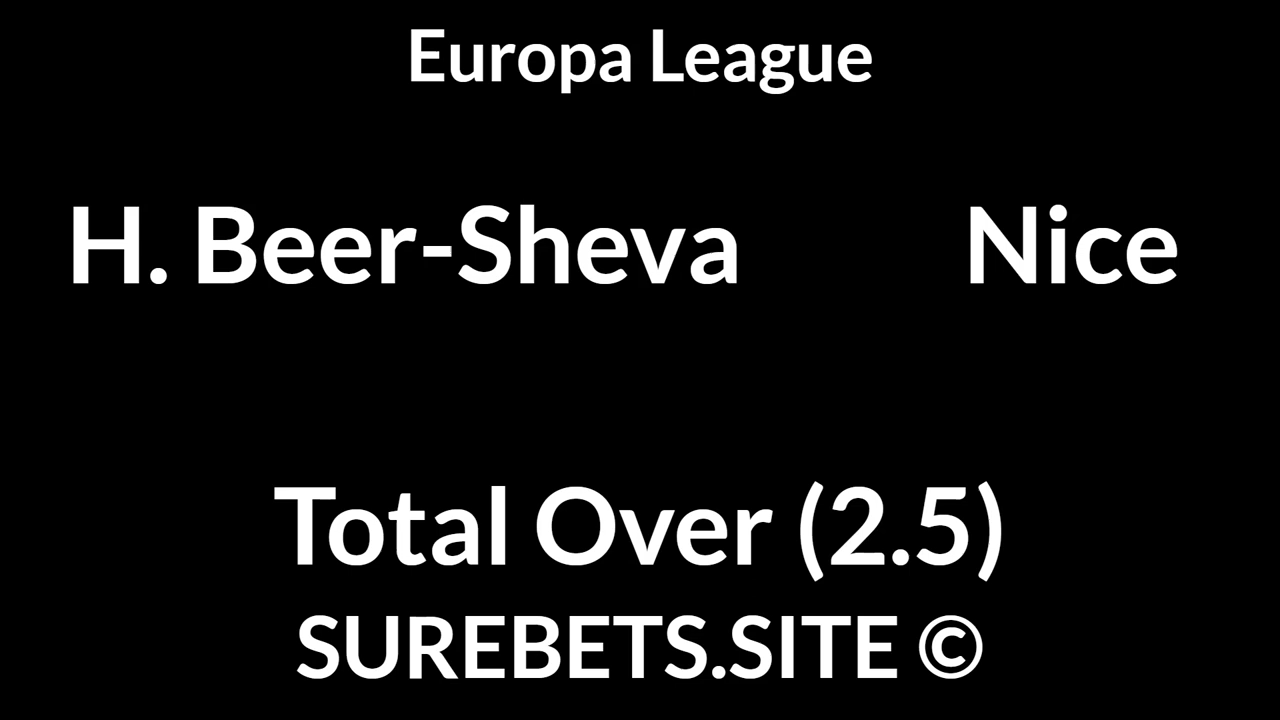 Europa League
H. Beer-Sheva Nice
Total Over (2.5)
SUREBETS.SITE ©